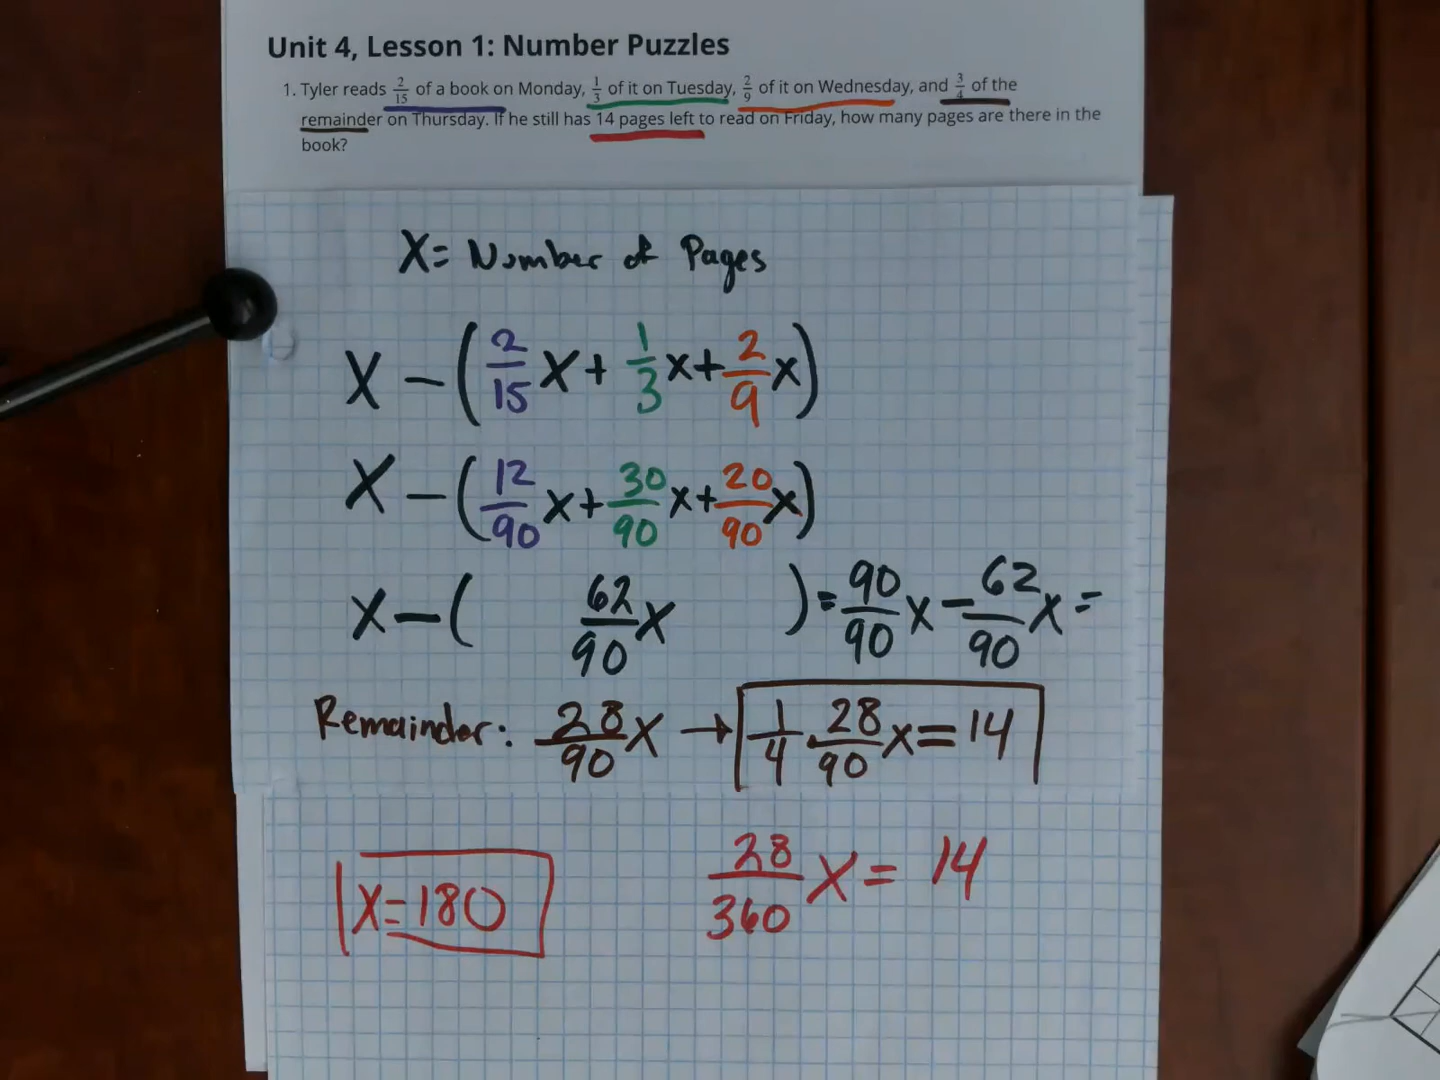 Unit 4, Lesson 1: Number Puzzles
1. Tyler reads 2/15 of a book on Monday, 1/3 of it on Tuesday, 2/9 of it on Wednesday, and 3/4 of the
remainder on Thursday. If he still has 14 pages left to read on Friday, how many pages are there in the
book?
X = Number of Pages
X - (2/15 X + 1/3 x + 2/9 x)
X - (12/90 x + 30/90 x + 20/90 x)
X - ( 62/90 X ) = 90/90 X - 62/90 X =
Remainder: 28/90 X → 1/4 · 28/90 X = 14
X = 180
28/360 X = 14